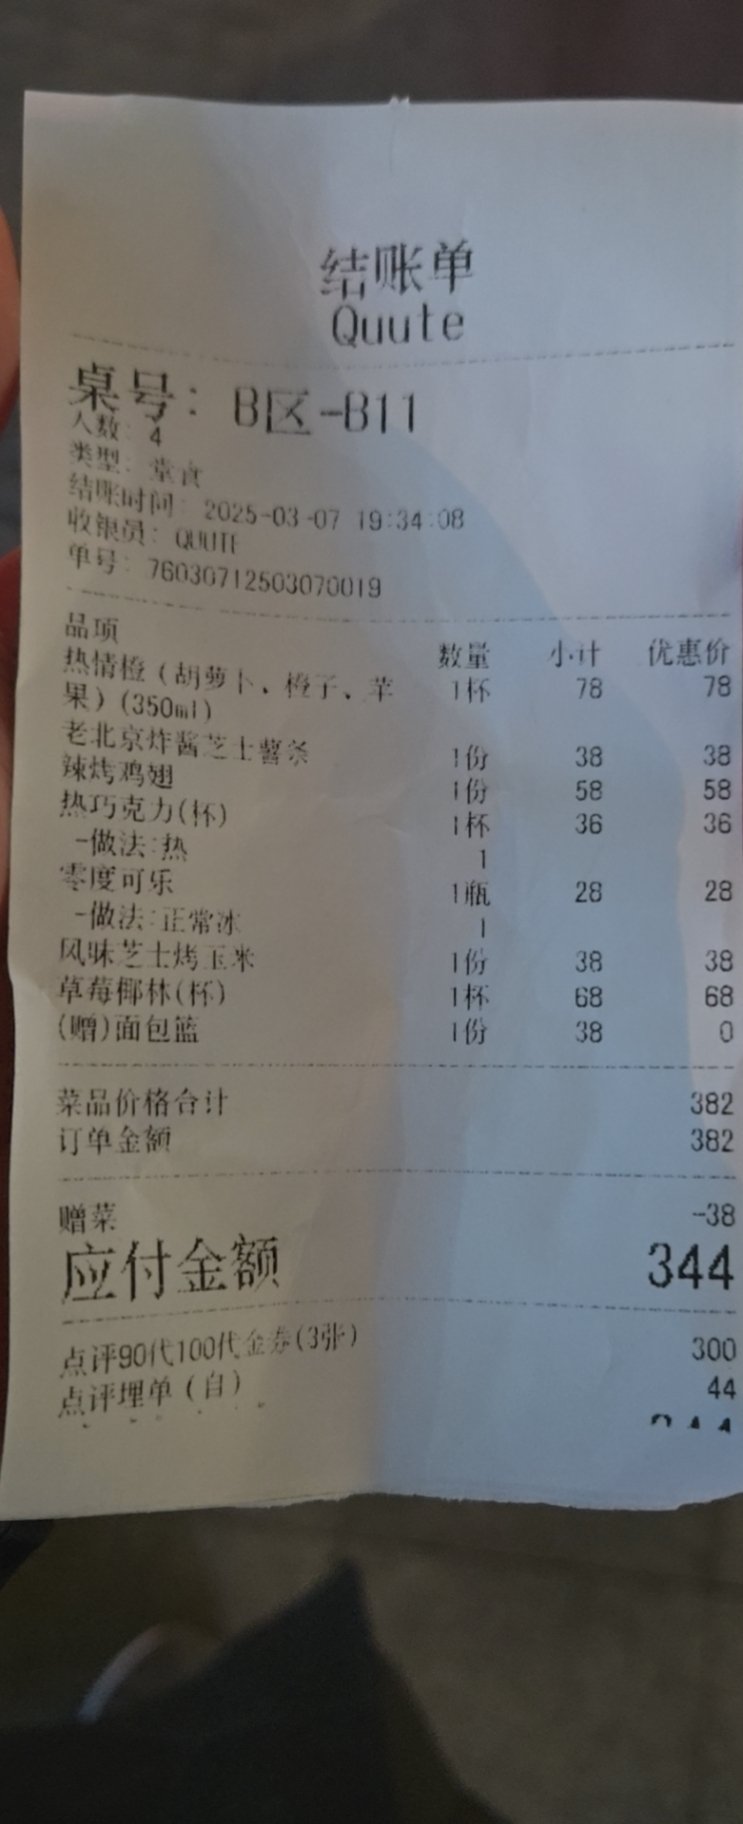 结账单
Quute
桌号: B区-B11
人数: 4
类型: 堂食
结账时间: 2025-03-07 19:34:08
收银员: QUUTE
单号: 76030712503070019
品项 数量 小计 优惠价
热情橙(胡萝卜、橙子、苹 1杯 78 78
果)(350ml)
老北京炸酱芝士薯条 1份 38 38
辣烤鸡翅 1份 58 58
热巧克力(杯) 1杯 36 36
-做法:热 1
零度可乐 1瓶 28 28
-做法:正常冰 1
风味芝士烤玉米 1份 38 38
草莓椰林(杯) 1杯 68 68
(赠)面包篮 1份 38 0
菜品价格合计 382
订单金额 382
赠菜 -38
应付金额 344
点评90代100代金券(3张) 300
点评埋单(自) 44